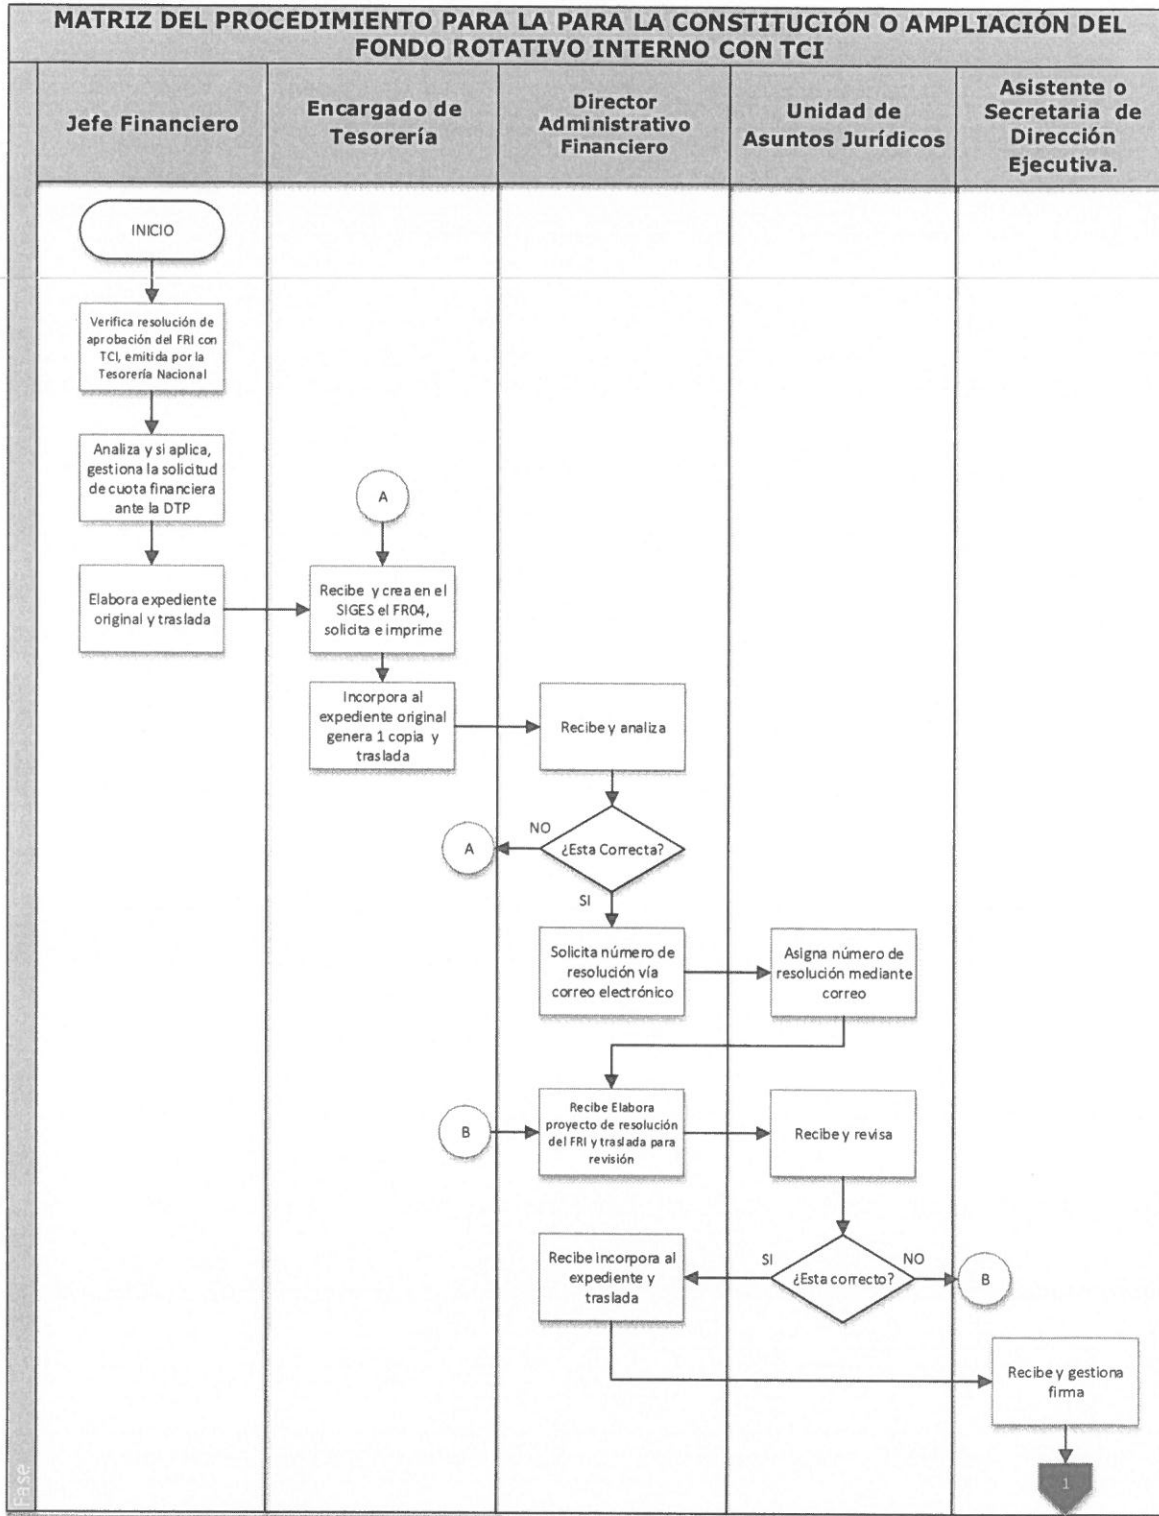 MATRIZ DEL PROCEDIMIENTO PARA LA PARA LA CONSTITUCIÓN O AMPLIACIÓN DEL
FONDO ROTATIVO INTERNO CON TCI
Jefe Financiero
Encargado de
Tesorería
Director
Administrativo
Financiero
Unidad de
Asuntos Jurídicos
Asistente o
Secretaria de
Dirección
Ejecutiva.
INICIO
Verifica resolución de
aprobación del FRI con
TCI, emitida por la
Tesorería Nacional
Analiza y si aplica,
gestiona la solicitud
de cuota financiera
ante la DTP
A
Elabora expediente
original y traslada
Recibe y crea en el
SIGES el FR04,
solicita e imprime
Incorpora al
expediente original
genera 1 copia y
traslada
Recibe y analiza
A
NO
¿Esta Correcta?
SI
Solicita número de
resolución vía
correo electrónico
Asigna número de
resolución mediante
correo
B
Recibe Elabora
proyecto de resolución
del FRI y traslada para
revisión
Recibe y revisa
Recibe incorpora al
expediente y
traslada
SI
¿Esta correcto?
NO
B
Recibe y gestiona
firma
1
Fase